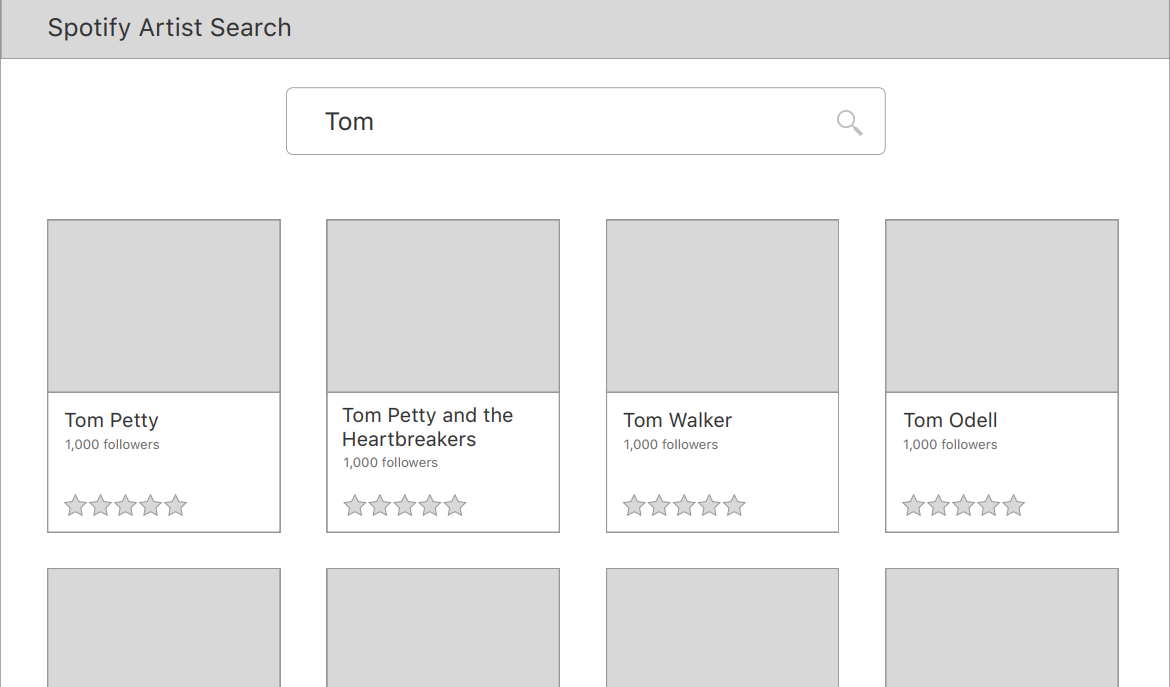 Spotify Artist Search
Tom
Tom Petty
1,000 followers
Tom Petty and the
Heartbreakers
1,000 followers
Tom Walker
1,000 followers
Tom Odell
1,000 followers